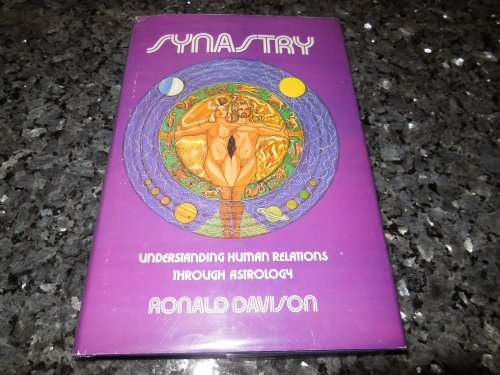 SYNASTRY
UNDERSTANDING HUMAN RELATIONS
THROUGH ASTROLOGY
RONALD DAVISON